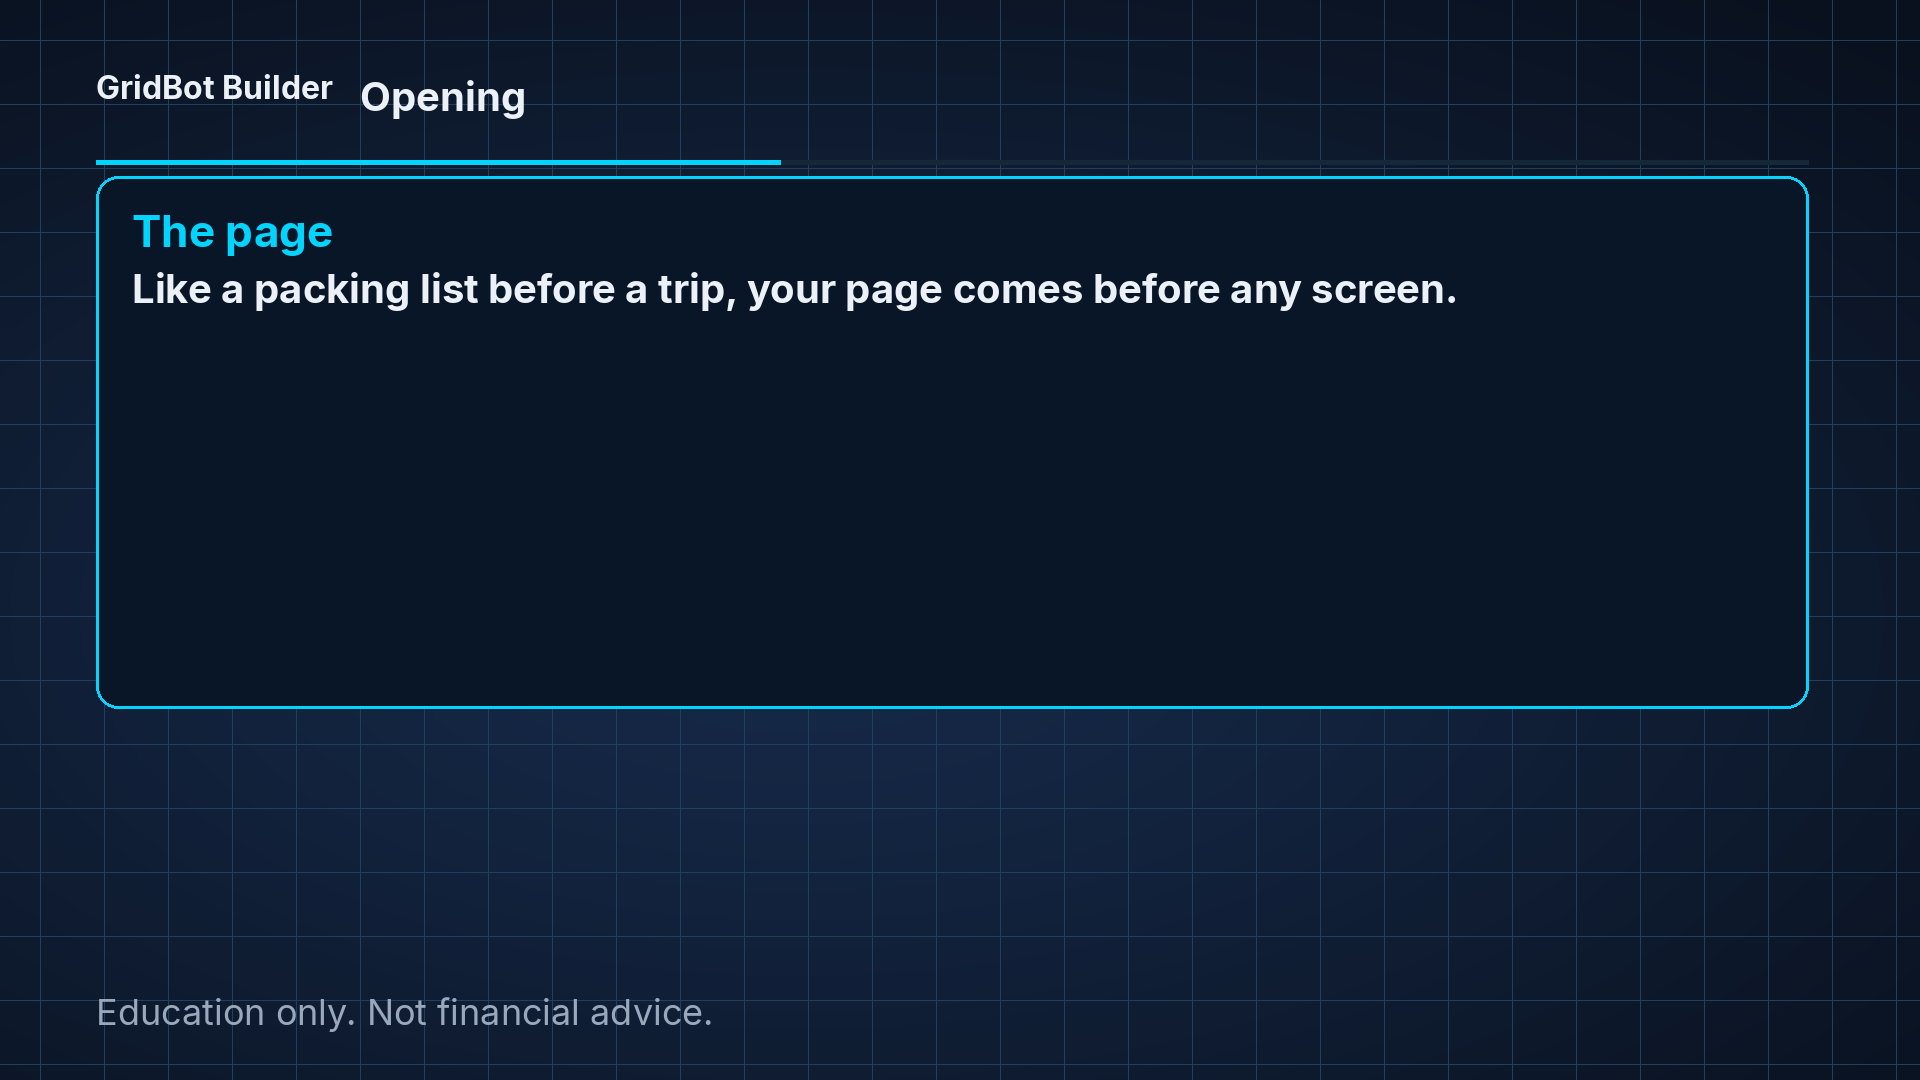 GridBot Builder
Opening
The page
Like a packing list before a trip, your page comes before any screen.
Education only. Not financial advice.